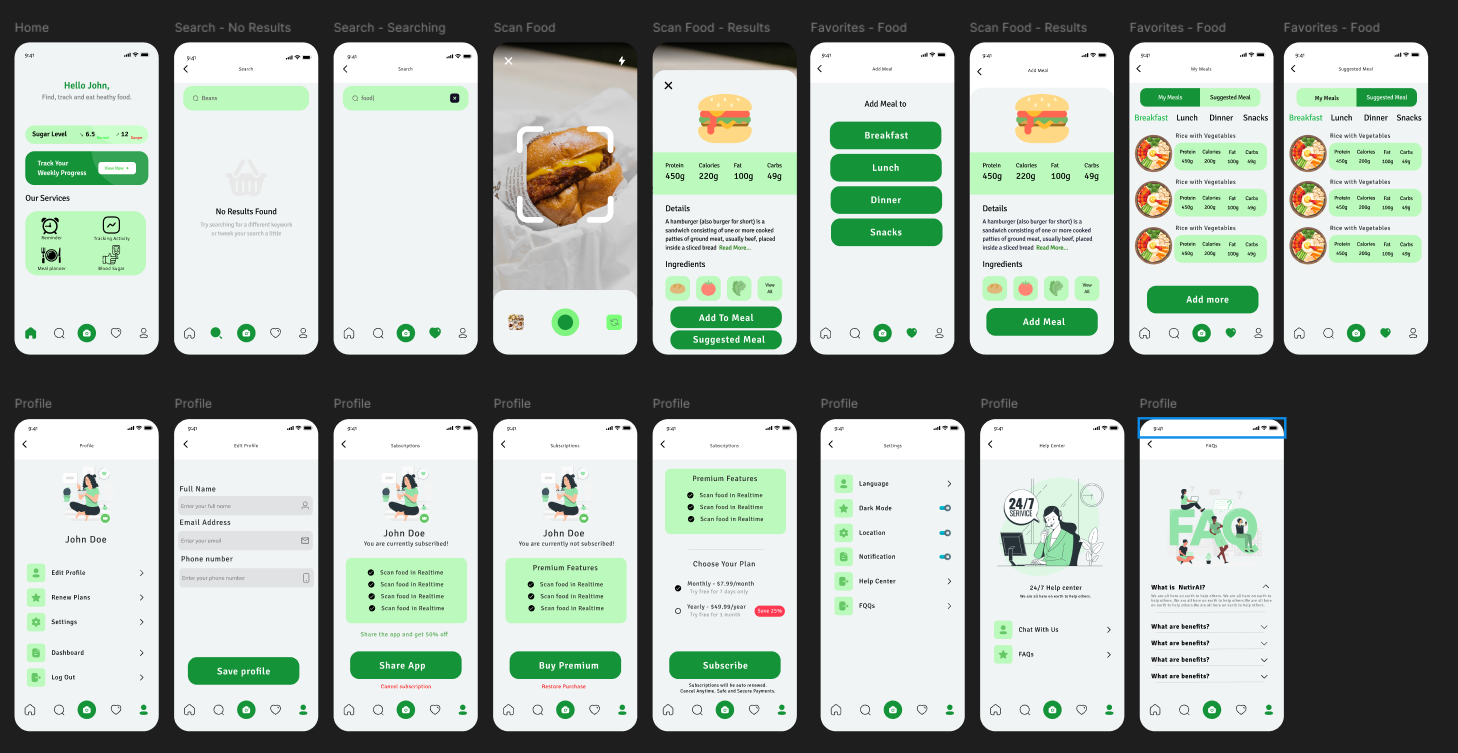 Home
9:41
Hello John,
Find, track and eat heathy food.
Sugar Level
6.5
12
Track Your
Weekly Progress
View Now
Our Services
Reminder
Tracking Activity
Meal planner
Blood Sugar
Search - No Results
9:41
Search
Beans
No Results Found
Try searching for a different keywork
or tweek your search a little
Search - Searching
9:41
Search
food
Scan Food
Scan Food - Results
Protein Calories Fat Carbs
450g 220g 100g 49g
Details
A hamburger (also burger for short) is a
sandwich consisting of one or more cooked
patties of ground meat, usually beef, placed
inside a sliced bread Read More...
Ingredients
View
All
Add To Meal
Suggested Meal
Favorites - Food
9:41
Add Meal
Add Meal to
Breakfast
Lunch
Dinner
Snacks
Scan Food - Results
9:41
Add Meal
Protein Calories Fat Carbs
450g 220g 100g 49g
Details
A hamburger (also burger for short) is a
sandwich consisting of one or more cooked
patties of ground meat, usually beef, placed
inside a sliced bread Read More...
Ingredients
View
All
Add Meal
Favorites - Food
9:41
My Meals
My Meals Suggested Meal
Breakfast Lunch Dinner Snacks
Rice with Vegetables
Protein Calories Fat Carbs
450g 200g 100g 49g
Rice with Vegetables
Protein Calories Fat Carbs
450g 200g 100g 49g
Rice with Vegetables
Protein Calories Fat Carbs
450g 200g 100g 49g
Add more
Favorites - Food
9:41
Suggested Meal
My Meals Suggested Meal
Breakfast Lunch Dinner Snacks
Rice with Vegetables
Protein Calories Fat Carbs
450g 200g 100g 49g
Rice with Vegetables
Protein Calories Fat Carbs
450g 200g 100g 49g
Rice with Vegetables
Protein Calories Fat Carbs
450g 200g 100g 49g
Profile
9:41
Profile
John Doe
Edit Profile
Renew Plans
Settings
Dashboard
Log Out
Profile
9:41
Edit Profile
Full Name
Enter your full name
Email Address
Enter your email
Phone number
Enter your phone number
Save profile
Profile
9:41
Subscriptions
John Doe
You are currently subscribed!
Scan food in Realtime
Scan food in Realtime
Scan food in Realtime
Scan food in Realtime
Share the app and get 50% off
Share App
Cancel subscription
Profile
9:41
Subscriptions
John Doe
You are currently not subscribed!
Premium Features
Scan food in Realtime
Scan food in Realtime
Scan food in Realtime
Buy Premium
Restore Purchase
Profile
9:41
Subscriptions
Premium Features
Scan food in Realtime
Scan food in Realtime
Scan food in Realtime
Choose Your Plan
Monthly - $7.99/month
Try free for 7 days only
Yearly - $49.99/year
Try free for 1 month
Save 25%
Subscribe
Subscriptions will be auto renewed.
Cancel Anytime. Safe and Secure Payments.
Profile
9:41
Settings
Language
Dark Mode
Location
Notification
Help Center
FQQs
Profile
9:41
Help Center
24/7
SERVICE
24/7 Help center
We are all here on earth to help others.
Chat With Us
FAQs
Profile
9:41
FAQs
FAQ
What is NutirAI?
We are all here on earth to help others. We are all here on earth to
help others.We are all here on earth to help others.We are all here
on earth to help others.
What are benefits?
What are benefits?
What are benefits?
What are benefits?